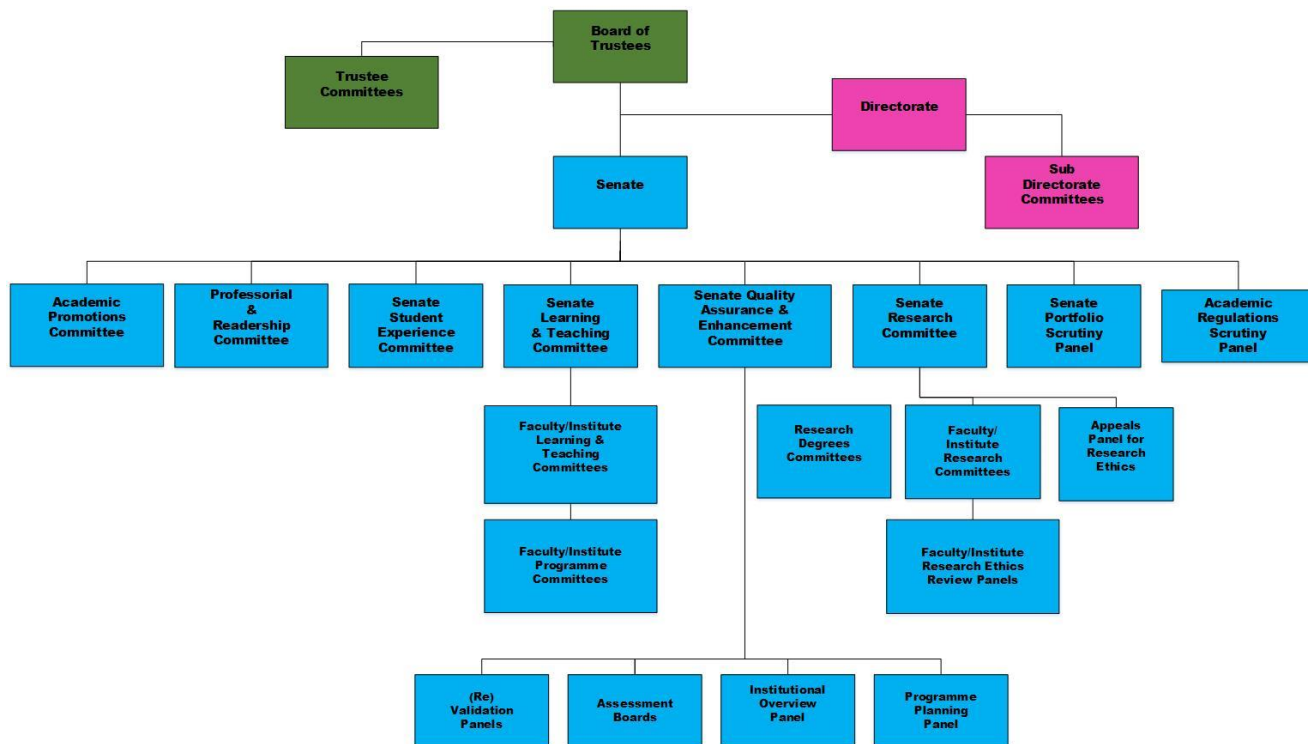 Board of
Trustees
Trustee
Committees
Directorate
Senate
Sub
Directorate
Committees
Academic
Promotions
Committee
Professorial
&
Readership
Committee
Senate
Student
Experience
Committee
Senate
Learning
& Teaching
Committee
Senate Quality
Assurance &
Enhancement
Committee
Senate
Research
Committee
Senate
Portfolio
Scrutiny
Panel
Academic
Regulations
Scrutiny
Panel
Faculty/Institute
Learning &
Teaching
Committees
Research
Degrees
Committees
Faculty/
Institute
Research
Committees
Appeals
Panel for
Research
Ethics
Faculty/Institute
Programme
Committees
Faculty/Institute
Research Ethics
Review Panels
(Re)
Validation
Panels
Assessment
Boards
Institutional
Overview
Panel
Programme
Planning
Panel